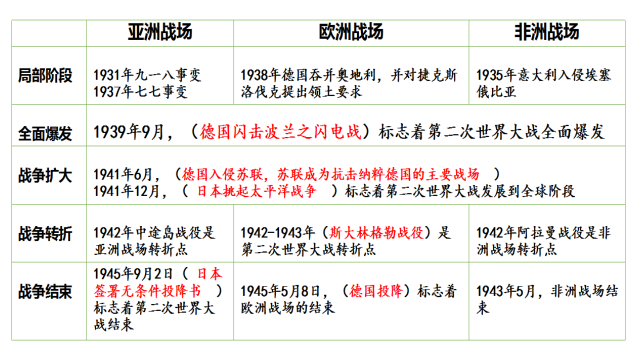 亚洲战场 欧洲战场 非洲战场
局部阶段
1931年九一八事变
1937年七七事变
1938年德国吞并奥地利，并对捷克斯
洛伐克提出领土要求
1935年意大利入侵埃塞
俄比亚
全面爆发
1939年9月，（德国闪击波兰之闪电战）标志着第二次世界大战全面爆发
战争扩大
1941年6月，（德国入侵苏联，苏联成为抗击纳粹德国的主要战场 ）
1941年12月，（ 日本挑起太平洋战争 ）标志着第二次世界大战发展到全球阶段
战争转折
1942年中途岛战役是
亚洲战场转折点
1942-1943年（斯大林格勒战役）是
第二次世界大战转折点
1942年阿拉曼战役是非
洲战场转折点
战争结束
1945年9月2日（ 日本
签署无条件投降书 ）
标志着第二次世界大
战结束
1945年5月8日，（德国投降）标志着
欧洲战场的结束
1943年5月，非洲战场结
束